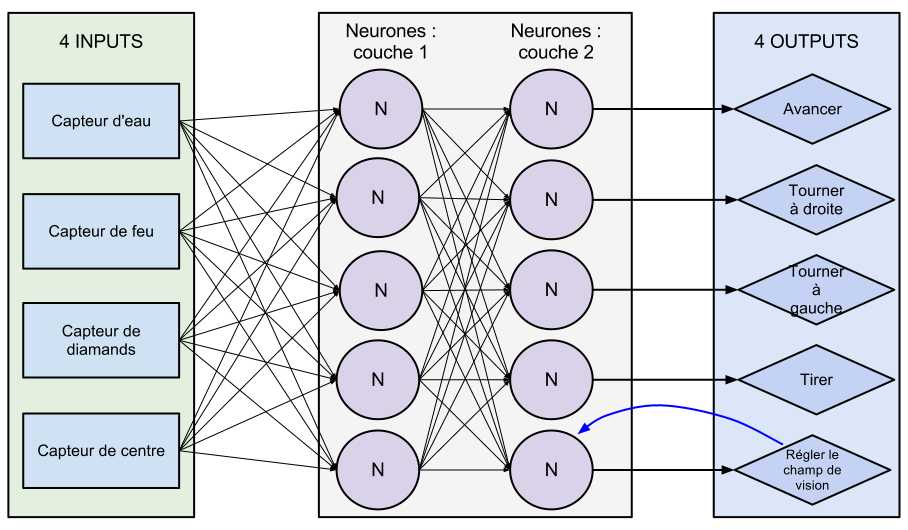 4 INPUTS
Capteur d'eau
Capteur de feu
Capteur de
diamands
Capteur de centre
Neurones :
couche 1
N
N
N
N
N
Neurones :
couche 2
N
N
N
N
N
4 OUTPUTS
Avancer
Tourner
à droite
Tourner
à
gauche
Tirer
Régler le
champ de
vision